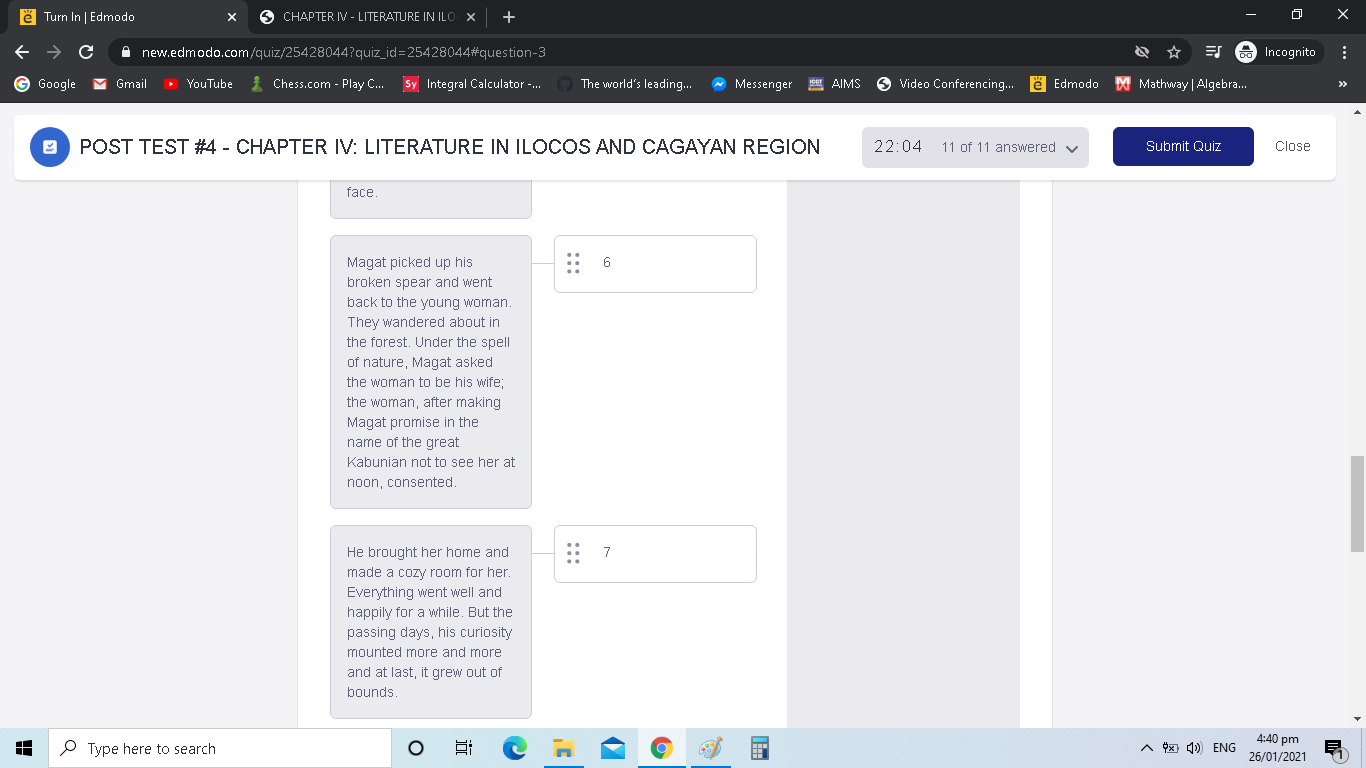 Turn In | Edmodo
CHAPTER IV - LITERATURE IN ILO
new.edmodo.com/quiz/25428044?quiz_id=25428044#question-3
Incognito
Google
Gmail
YouTube
Chess.com - Play C...
Sy
Integral Calculator -...
The world's leading...
Messenger
AIMS
Video Conferencing...
Edmodo
Mathway | Algebra...
»
POST TEST #4 - CHAPTER IV: LITERATURE IN ILOCOS AND CAGAYAN REGION
22:04
11 of 11 answered
Submit Quiz
Close
face.
Magat picked up his
broken spear and went
back to the young woman.
They wandered about in
the forest. Under the spell
of nature, Magat asked
the woman to be his wife;
the woman, after making
Magat promise in the
name of the great
Kabunian not to see her at
noon, consented.
6
He brought her home and
made a cozy room for her.
Everything went well and
happily for a while. But the
passing days, his curiosity
mounted more and more
and at last, it grew out of
bounds.
7
Type here to search
ENG
4:40 pm
26/01/2021
1